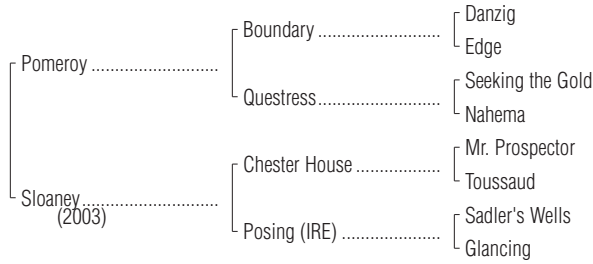 Danzig
Boundary ..............................
Edge
Pomeroy ................................
Seeking the Gold
Questress..............................
Nahema
Mr. Prospector
Chester House .....................
Toussaud
Sloaney..................................
(2003)
Sadler's Wells
Posing (IRE) ........................
Glancing